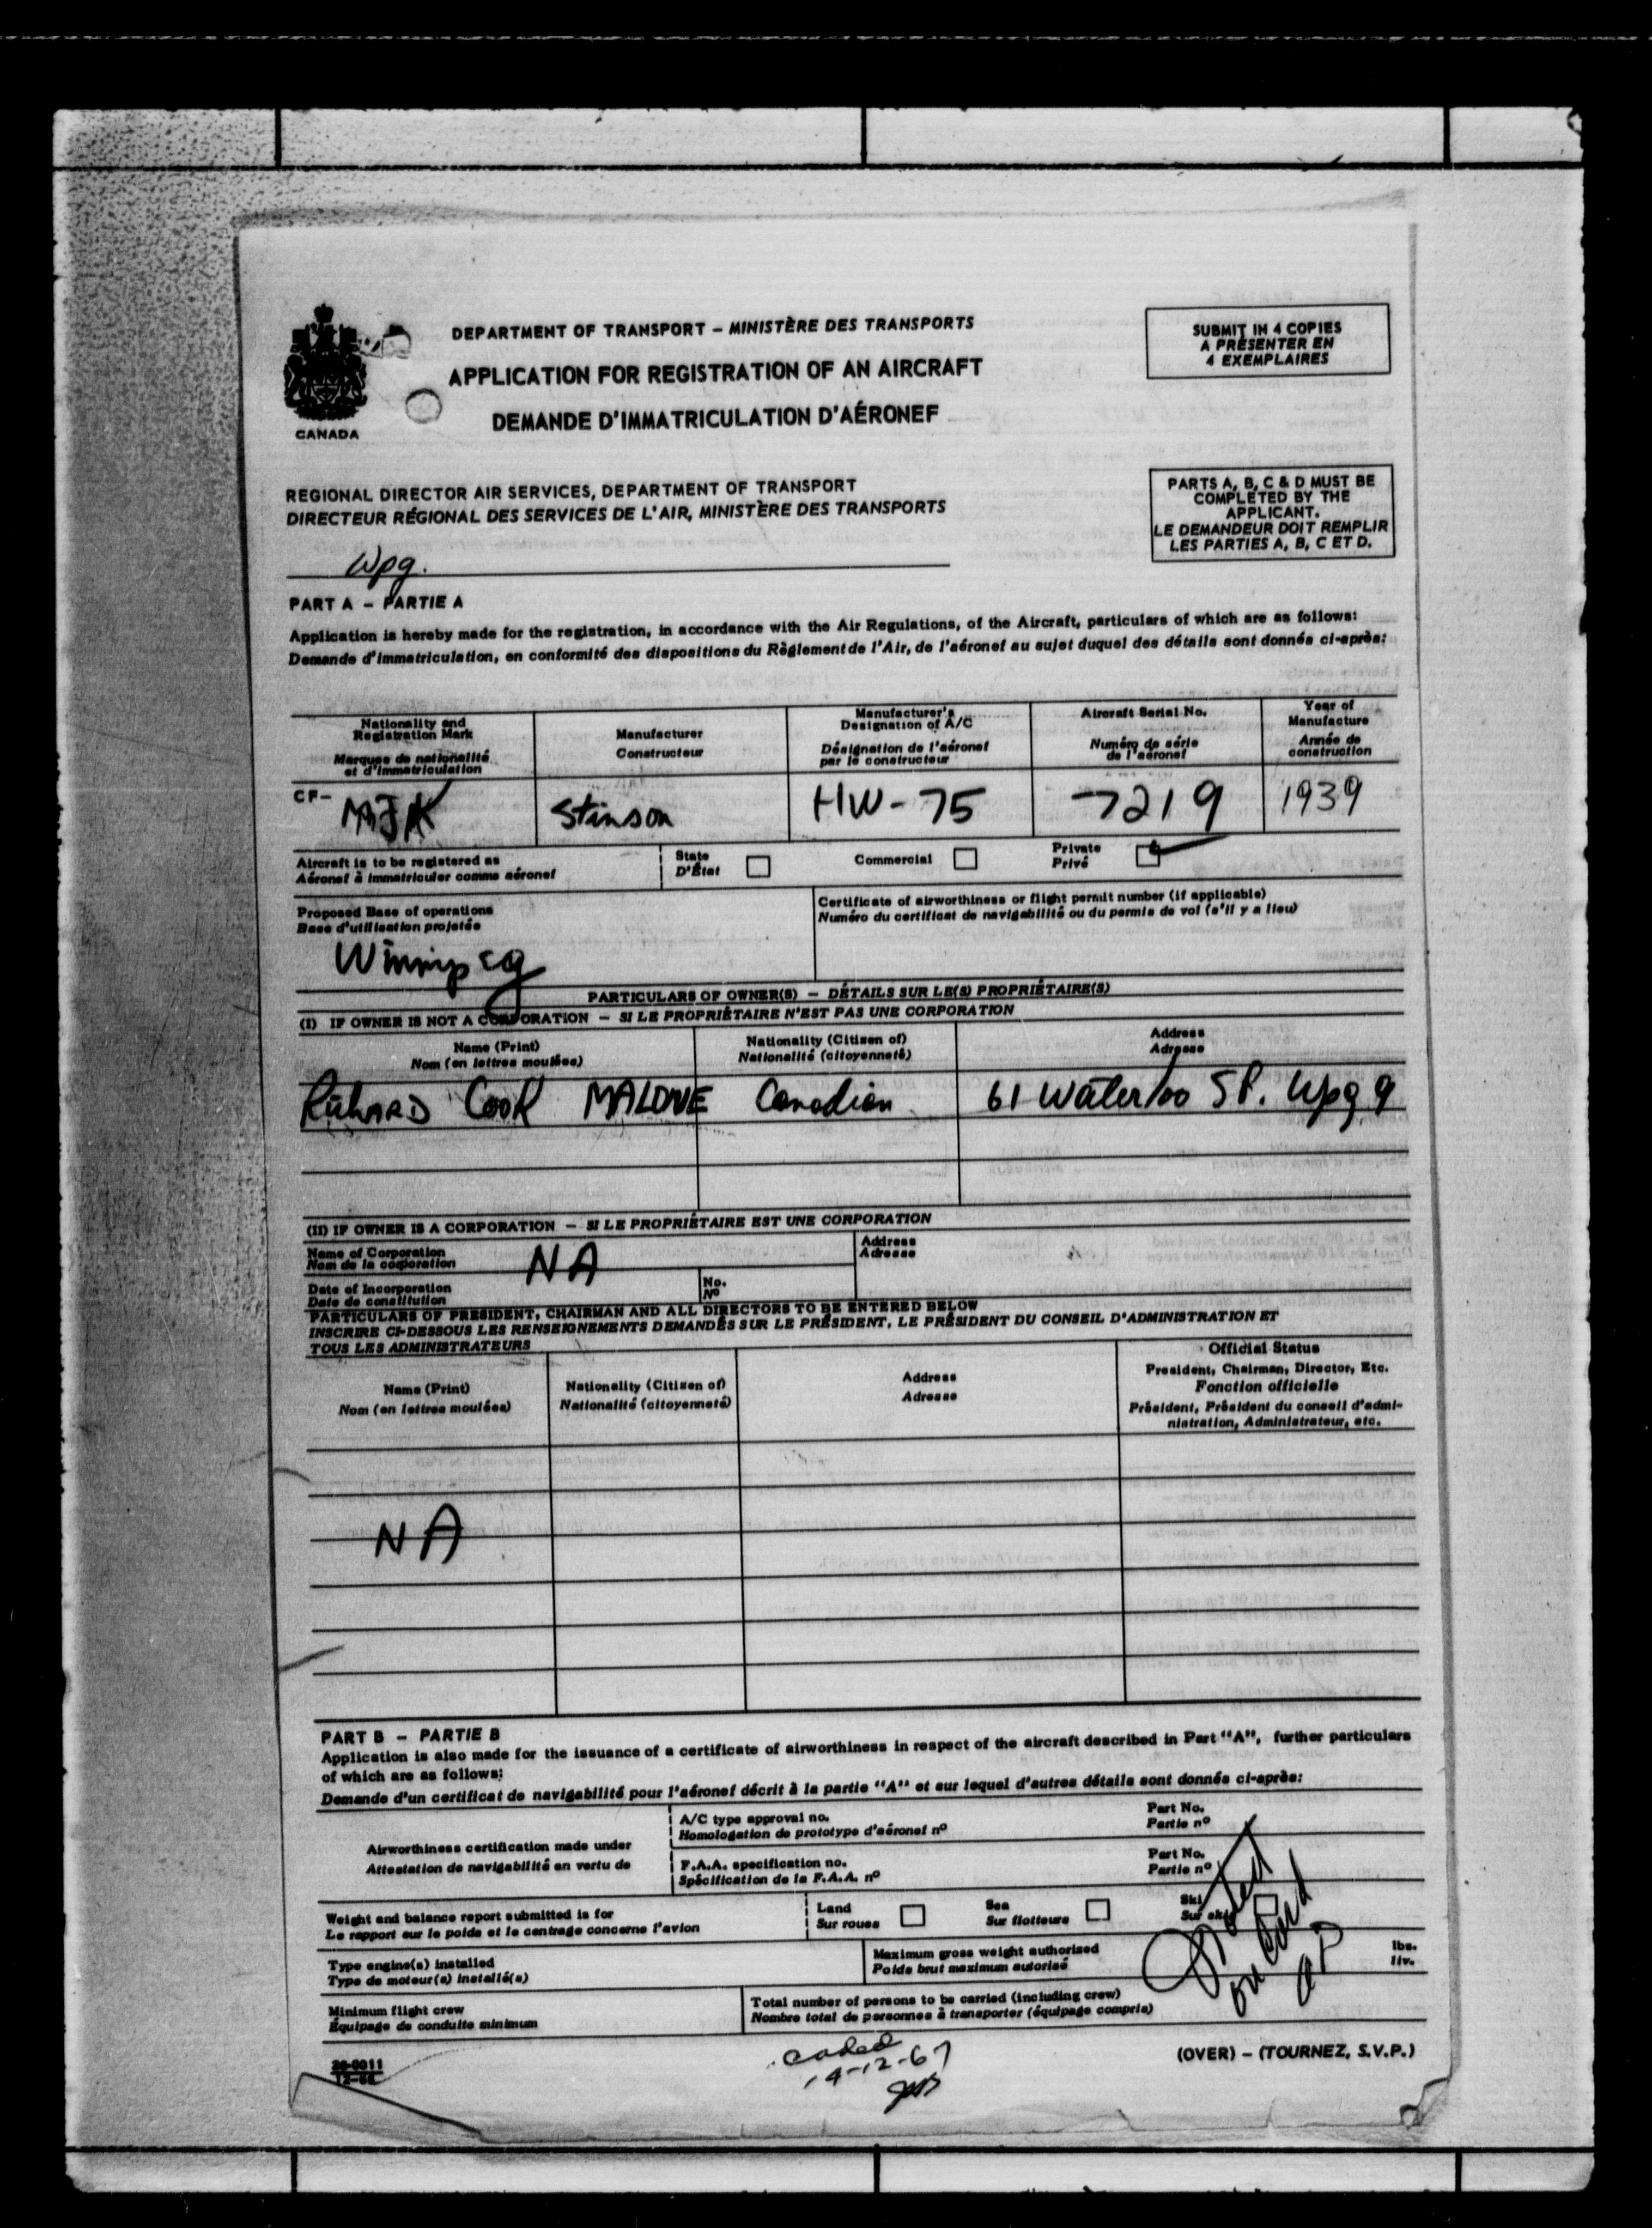 DEPARTMENT OF TRANSPORT – MINISTÈRE DES TRANSPORTS
APPLICATION FOR REGISTRATION OF AN AIRCRAFT
DEMANDE D'IMMATRICULATION D'AÉRONEF
CANADA
SUBMIT IN 4 COPIES
A PRÉSENTER EN
4 EXEMPLAIRES
REGIONAL DIRECTOR AIR SERVICES, DEPARTMENT OF TRANSPORT
DIRECTEUR RÉGIONAL DES SERVICES DE L'AIR, MINISTÈRE DES TRANSPORTS
PARTS A, B, C & D MUST BE
COMPLETED BY THE
APPLICANT.
LE DEMANDEUR DOIT REMPLIR
LES PARTIES A, B, C ET D.
Wpg.
PART A – PARTIE A
Application is hereby made for the registration, in accordance with the Air Regulations, of the Aircraft, particulars of which are as follows:
Demande d'immatriculation, en conformité des dispositions du Règlement de l'Air, de l'aéronef au sujet duquel des détails sont donnés ci-après:
Nationality and
Registration Mark
Marques de nationalité
et d'immatriculation
Manufacturer
Constructeur
Manufacturer's
Designation of A/C
Désignation de l'aéronef
par le constructeur
Aircraft Serial No.
Numéro de série
de l'aéronef
Year of
Manufacture
Année de
construction
CF- MJK
Stinson
HW-75
7219
1939
Aircraft is to be registered as
Aéronef à immatriculer comme aéronef
State
D'État
Commercial
Private
Privé
Proposed Base of operations
Base d'utilisation projetée
Winnipeg
Certificate of airworthiness or flight permit number (if applicable)
Numéro du certificat de navigabilité ou du permis de vol (s'il y a lieu)
PARTICULARS OF OWNER(S) – DÉTAILS SUR LE(S) PROPRIÉTAIRE(S)
(I) IF OWNER IS NOT A CORPORATION – SI LE PROPRIÉTAIRE N'EST PAS UNE CORPORATION
Name (Print)
Nom (en lettres moulées)
Nationality (Citizen of)
Nationalité (citoyenneté)
Address
Adresse
RICHARD COOK MALONE Canadian 61 Waterloo St. Wpg 9
(II) IF OWNER IS A CORPORATION – SI LE PROPRIÉTAIRE EST UNE CORPORATION
Name of Corporation
Nom de la corporation
NA
Address
Adresse
Date of Incorporation
Date de constitution
No.
Nº
PARTICULARS OF PRESIDENT, CHAIRMAN AND ALL DIRECTORS TO BE ENTERED BELOW
INSCRIRE CI-DESSOUS LES RENSEIGNEMENTS DEMANDÉS SUR LE PRÉSIDENT, LE PRÉSIDENT DU CONSEIL D'ADMINISTRATION ET
TOUS LES ADMINISTRATEURS
Name (Print)
Nom (en lettres moulées)
Nationality (Citizen of)
Nationalité (citoyenneté)
Address
Adresse
Official Status
President, Chairman, Director, Etc.
Fonction officielle
Président, Président du conseil d'admi-
nistration, Administrateur, etc.
NA
PART B – PARTIE B
Application is also made for the issuance of a certificate of airworthiness in respect of the aircraft described in Part "A", further particulars
of which are as follows:
Demande d'un certificat de navigabilité pour l'aéronef décrit à la partie "A" et sur lequel d'autres détails sont donnés ci-après:
Airworthiness certification made under
Attestation de navigabilité en vertu de
A/C type approval no.
Homologation de prototype d'aéronef nº
Part No.
Partie nº
F.A.A. specification no.
Spécification de la F.A.A. nº
Part No.
Partie nº
Weight and balance report submitted is for
Le rapport sur le poids et le centrage concerne l'avion
Land
Sur roues
Sea
Sur flotteurs
Ski
Sur skis
Type engine(s) installed
Type de moteur(s) installé(s)
Maximum gross weight authorized
Poids brut maximum autorisé
lbs.
liv.
Minimum flight crew
Équipage de conduite minimum
Total number of persons to be carried (including crew)
Nombre total de personnes à transporter (équipage compris)
Noted
on Card
26-0011
12-66
coded
14-12-67
(OVER) – (TOURNEZ, S.V.P.)